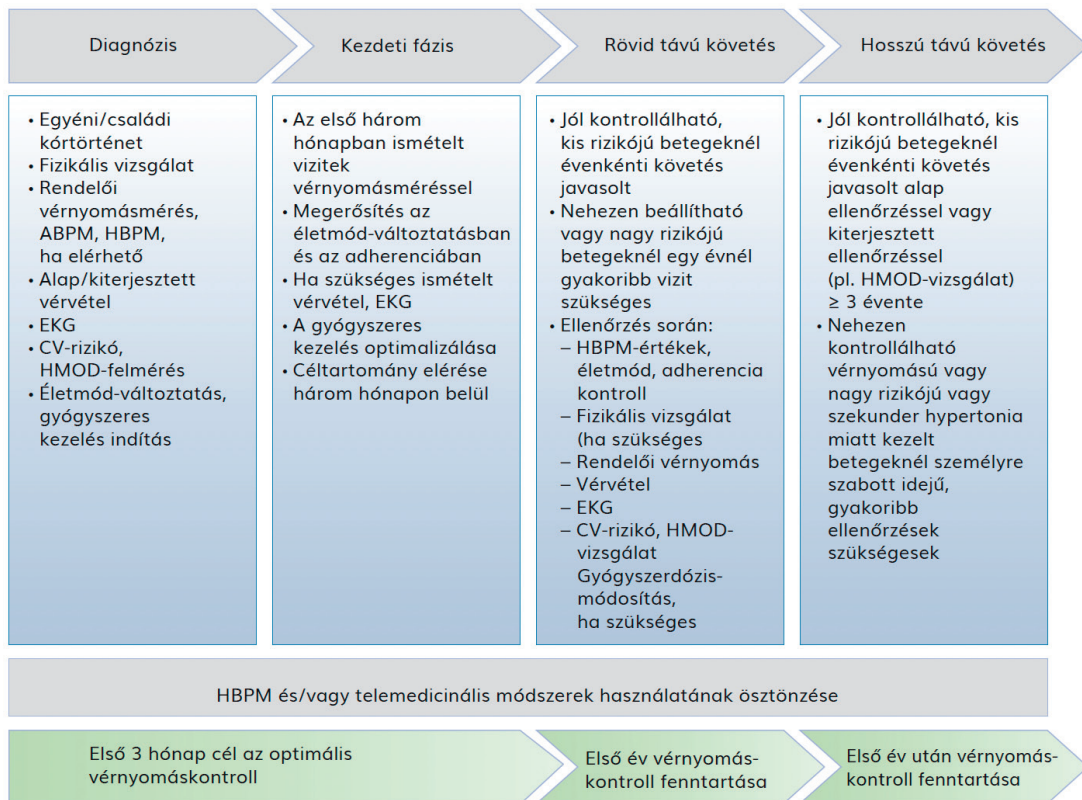 Diagnózis
Kezdeti fázis
Rövid távú követés
Hosszú távú követés
• Egyéni/családi
kórtörténet
• Fizikális vizsgálat
• Rendelői
vérnyomásmérés,
ABPM, HBPM,
ha elérhető
• Alap/kiterjesztett
vérvétel
• EKG
• CV-rizikó,
HMOD-felmérés
• Életmód-változtatás,
gyógyszeres
kezelés indítás
• Az első három
hónapban ismételt
vizitek
vérnyomásméréssel
• Megerősítés az
életmód-változtatásban
és az adherenciában
• Ha szükséges ismételt
vérvétel, EKG
• A gyógyszeres
kezelés optimalizálása
• Céltartomány elérése
három hónapon belül
• Jól kontrollálható,
kis rizikójú betegeknél
évenkénti követés
javasolt
• Nehezen beállítható
vagy nagy rizikójú
betegeknél egy évnél
gyakoribb vizit
szükséges
• Ellenőrzés során:
– HBPM-értékek,
életmód, adherencia
kontroll
– Fizikális vizsgálat
(ha szükséges
– Rendelői vérnyomás
– Vérvétel
– EKG
– CV-rizikó, HMOD-
vizsgálat
Gyógyszerdózis-
módosítás,
ha szükséges
• Jól kontrollálható, kis
rizikójú betegeknél
évenkénti követés
javasolt alap
ellenőrzéssel vagy
kiterjesztett
ellenőrzéssel
(pl. HMOD-vizsgálat)
≥ 3 évente
• Nehezen
kontrollálható
vérnyomású vagy
nagy rizikójú vagy
szekunder hypertonia
miatt kezelt
betegeknél személyre
szabott idejű,
gyakoribb
ellenőrzések
szükségesek
HBPM és/vagy telemedicinális módszerek használatának ösztönzése
Első 3 hónap cél az optimális
vérnyomáskontroll
Első év vérnyomás-
kontroll fenntartása
Első év után vérnyomás-
kontroll fenntartása